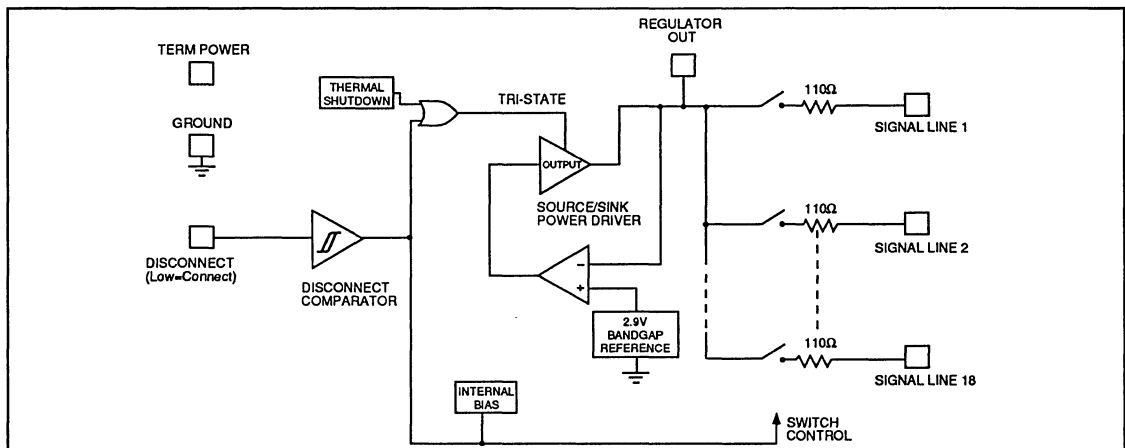 REGULATOR
OUT
TERM POWER
THERMAL
SHUTDOWN
TRI-STATE
110Ω
SIGNAL LINE 1
GROUND
OUTPUT
SOURCE/SINK
POWER DRIVER
110Ω
SIGNAL LINE 2
DISCONNECT
(Low=Connect)
DISCONNECT
COMPARATOR
−
+
2.9V
BANDGAP
REFERENCE
110Ω
SIGNAL LINE 18
INTERNAL
BIAS
SWITCH
CONTROL